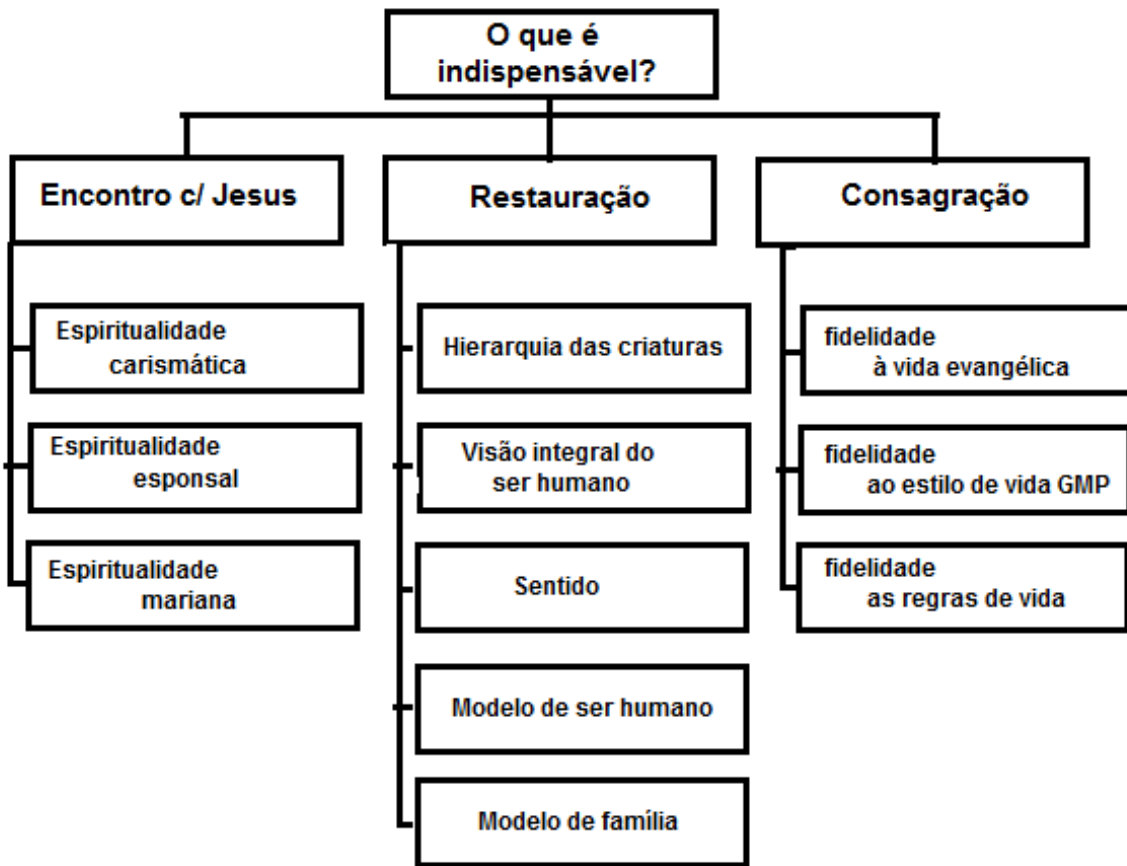 O que é
indispensável?
Encontro c/ Jesus
Espiritualidade
carismática
Espiritualidade
esponsal
Espiritualidade
mariana
Restauração
Hierarquia das criaturas
Visão integral do
ser humano
Sentido
Modelo de ser humano
Modelo de família
Consagração
fidelidade
à vida evangélica
fidelidade
ao estilo de vida GMP
fidelidade
as regras de vida